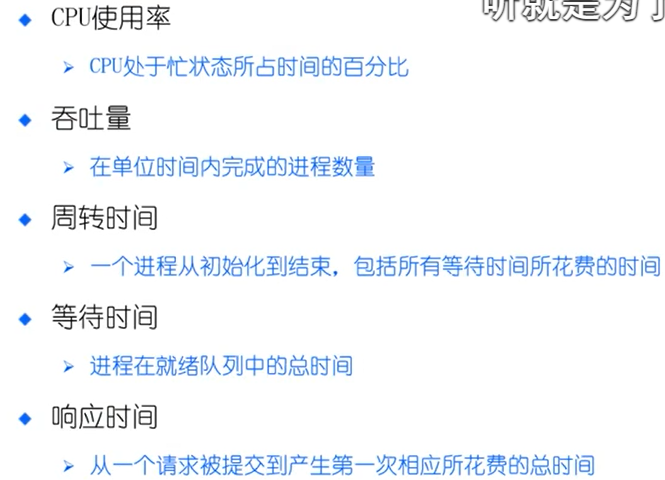 听就是为了
CPU使用率
CPU处于忙状态所占时间的百分比
吞吐量
在单位时间内完成的进程数量
周转时间
一个进程从初始化到结束，包括所有等待时间所花费的时间
等待时间
进程在就绪队列中的总时间
响应时间
从一个请求被提交到产生第一次相应所花费的总时间